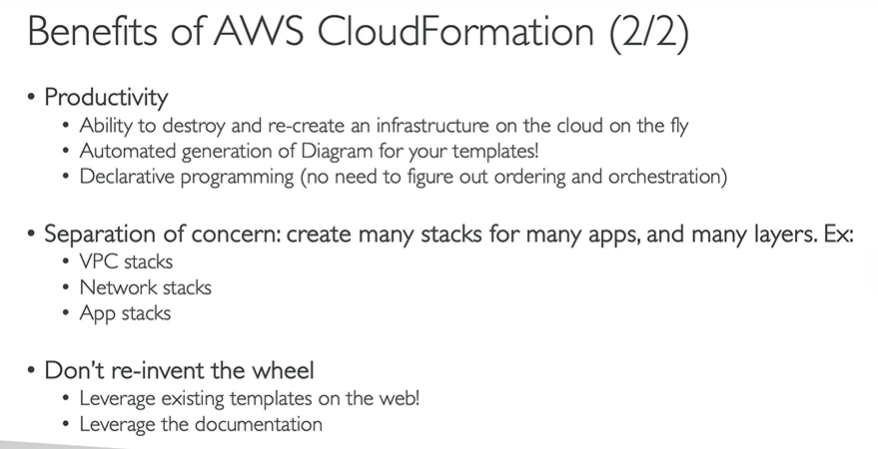 Benefits of AWS CloudFormation (2/2)
• Productivity
• Ability to destroy and re-create an infrastructure on the cloud on the fly
• Automated generation of Diagram for your templates!
• Declarative programming (no need to figure out ordering and orchestration)
• Separation of concern: create many stacks for many apps, and many layers. Ex:
• VPC stacks
• Network stacks
• App stacks
• Don't re-invent the wheel
• Leverage existing templates on the web!
• Leverage the documentation